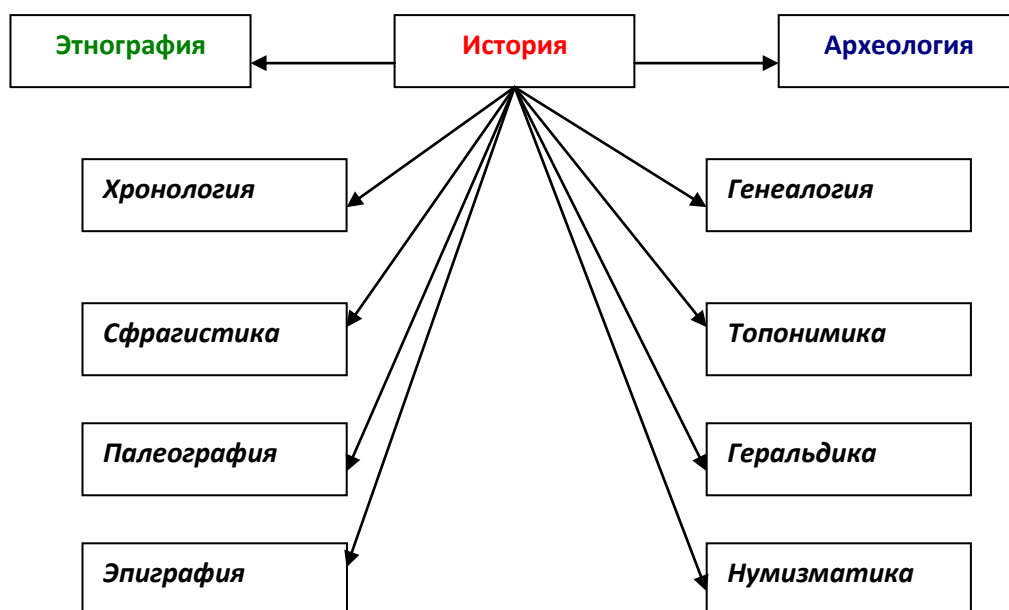 Этнография
История
Археология
Хронология
Генеалогия
Сфрагистика
Топонимика
Палеография
Геральдика
Эпиграфия
Нумизматика